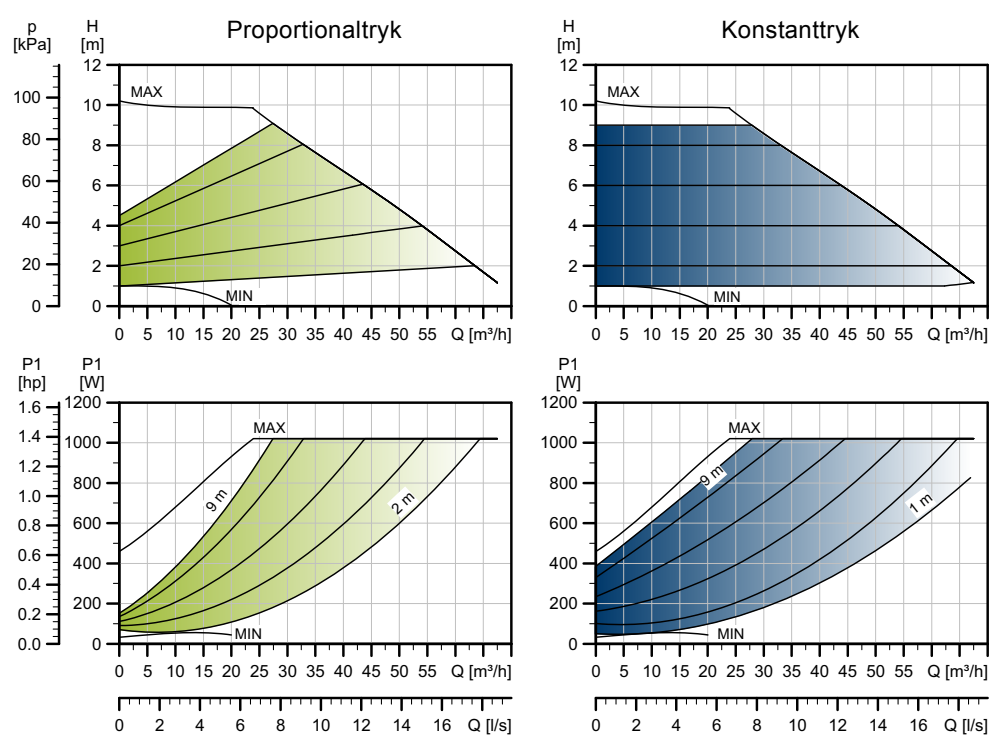 Proportionaltryk
p H
[kPa] [m]
12
100 10
MAX
80 8
60 6
40 4
20 2
MIN
0 0
0 5 10 15 20 25 30 35 40 45 50 55 Q [m³/h]
Konstanttryk
H
[m]
12
10
MAX
8
6
4
2
MIN
0
0 5 10 15 20 25 30 35 40 45 50 55 Q [m³/h]
P1 P1
[hp] [W]
1.6 1200
MAX
1.4 1000
1.2
9 m
2 m
1.0 800
0.8 600
0.6 400
0.4
0.2 200
MIN
0.0 0
0 5 10 15 20 25 30 35 40 45 50 55 Q [m³/h]
0 2 4 6 8 10 12 14 16 Q [l/s]
P1
[W]
1200
MAX
1000
9 m
800
1 m
600
400
200
MIN
0
0 5 10 15 20 25 30 35 40 45 50 55 Q [m³/h]
0 2 4 6 8 10 12 14 16 Q [l/s]